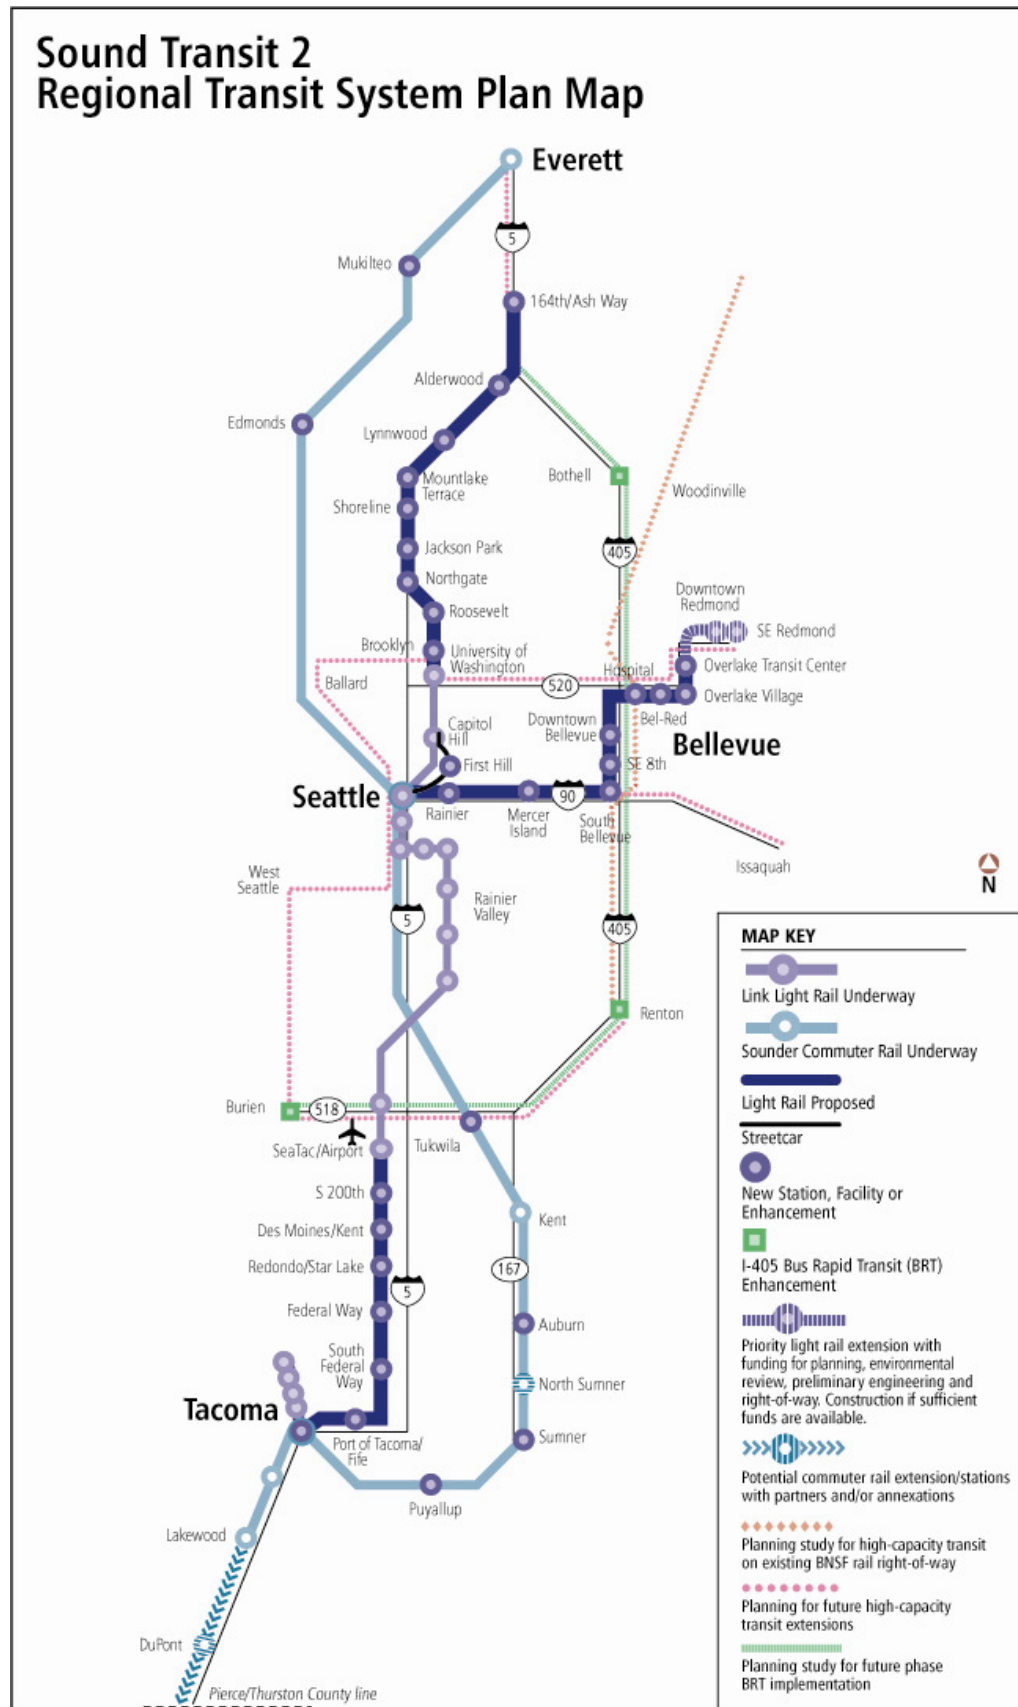 Sound Transit 2
Regional Transit System Plan Map
Everett
5
Mukilteo
164th/Ash Way
Alderwood
Edmonds
Lynnwood
Bothell
Mountlake
Terrace
Woodinville
Shoreline
405
Jackson Park
Northgate
Downtown
Redmond
Roosevelt
SE Redmond
Brooklyn
University of
Washington
Overlake Transit Center
Hospital
Ballard
520
Overlake Village
Capitol
Hill
Downtown
Bellevue
Bel-Red
Bellevue
First Hill
SE 8th
Seattle
90
Rainier
Mercer
Island
South
Bellevue
Issaquah
West
Seattle
N
Rainier
Valley
5
405
Renton
Burien
518
SeaTac/Airport
Tukwila
S 200th
Kent
Des Moines/Kent
Redondo/Star Lake
167
5
Federal Way
Auburn
South
Federal
Way
North Sumner
Tacoma
Port of Tacoma/
Fife
Sumner
Puyallup
Lakewood
DuPont
Pierce/Thurston County line
MAP KEY
Link Light Rail Underway
Sounder Commuter Rail Underway
Light Rail Proposed
Streetcar
New Station, Facility or
Enhancement
I-405 Bus Rapid Transit (BRT)
Enhancement
Priority light rail extension with
funding for planning, environmental
review, preliminary engineering and
right-of-way. Construction if sufficient
funds are available.
Potential commuter rail extension/stations
with partners and/or annexations
Planning study for high-capacity transit
on existing BNSF rail right-of-way
Planning for future high-capacity
transit extensions
Planning study for future phase
BRT implementation